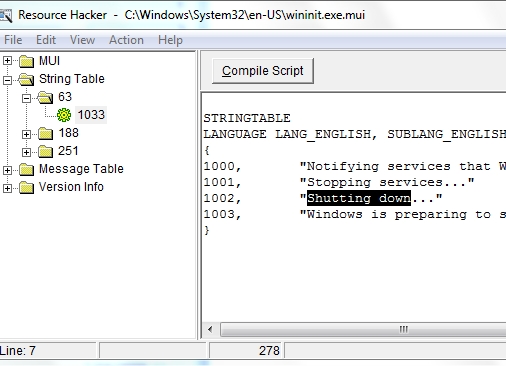 Resource Hacker - C:\Windows\System32\en-US\wininit.exe.mui
File Edit View Action Help
MUI
String Table
63
1033
188
251
Message Table
Version Info
Compile Script
STRINGTABLE
LANGUAGE LANG_ENGLISH, SUBLANG_ENGLISH
{
1000, "Notifying services that W
1001, "Stopping services..."
1002, "Shutting down..."
1003, "Windows is preparing to s
}
Line: 7 278